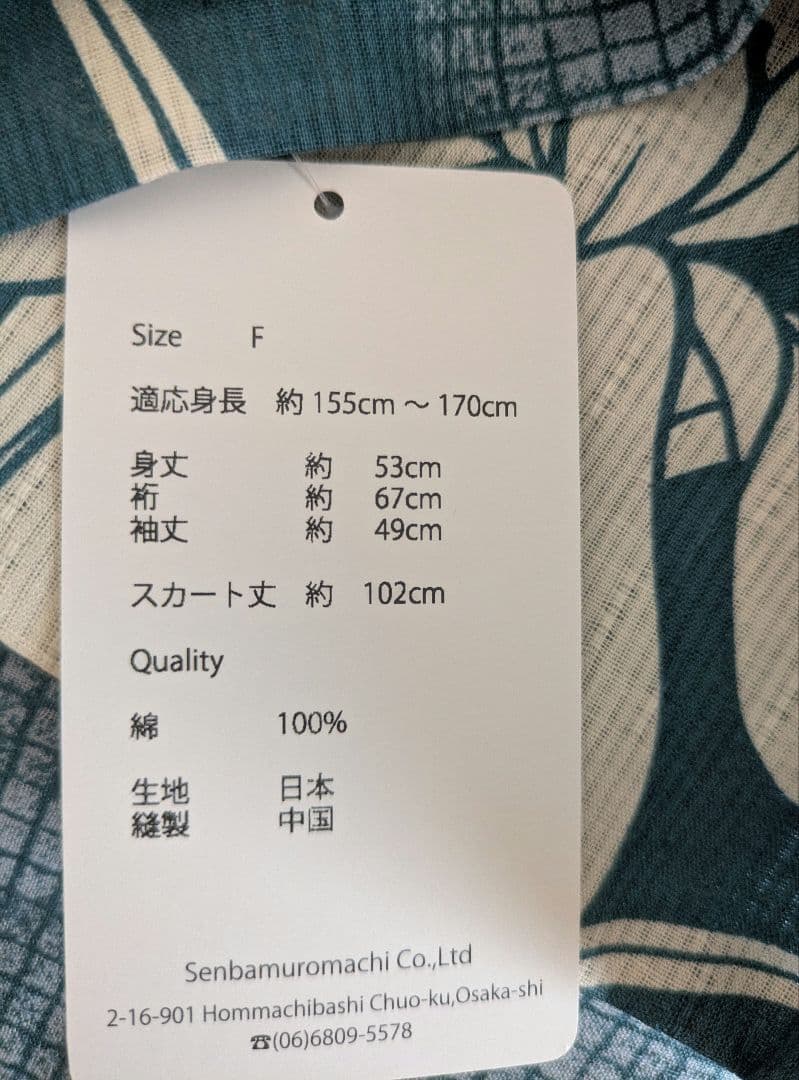 Size F
適応身長 約 155cm ～ 170cm
身丈 約 53cm
裄 約 67cm
袖丈 約 49cm
スカート丈 約 102cm
Quality
綿 100%
生地 日本
縫製 中国
Senbamuromachi Co.,Ltd
2-16-901 Hommachibashi Chuo-ku,Osaka-shi
☎(06)6809-5578